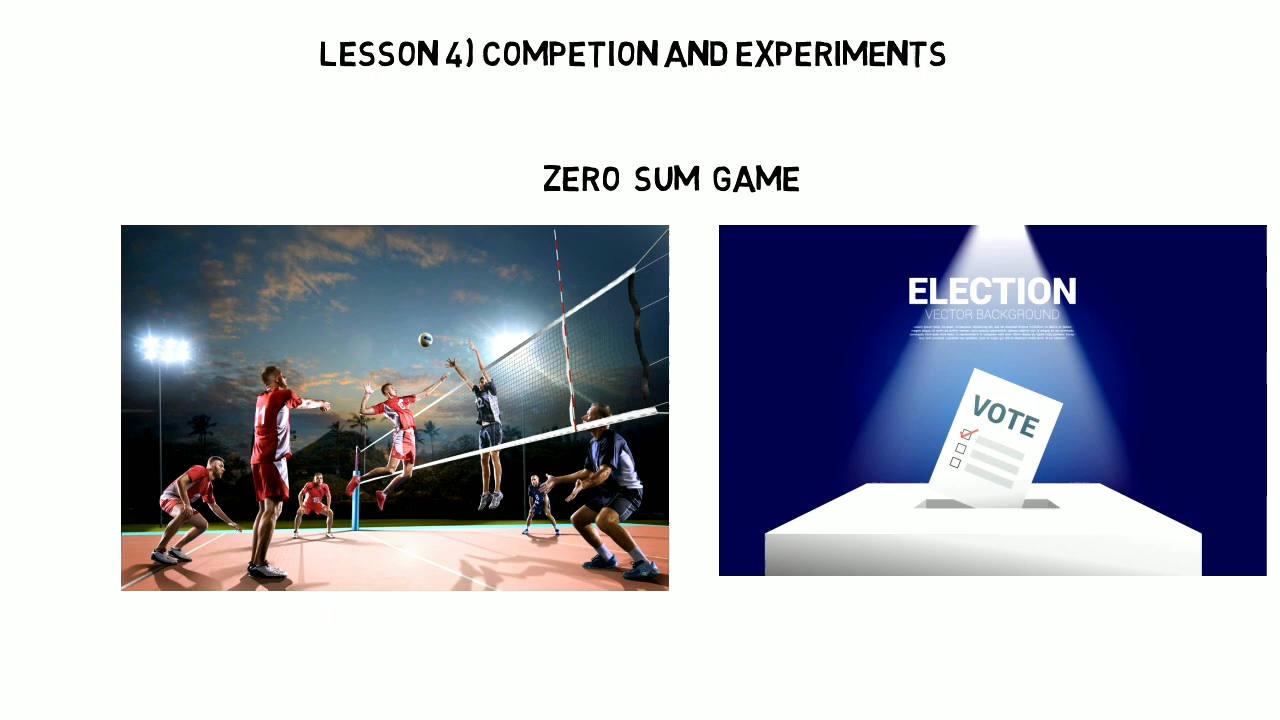 LESSON 4) COMPETION AND EXPERIMENTS
ZERO SUM GAME
ELECTION
VECTOR BACKGROUND
VOTE